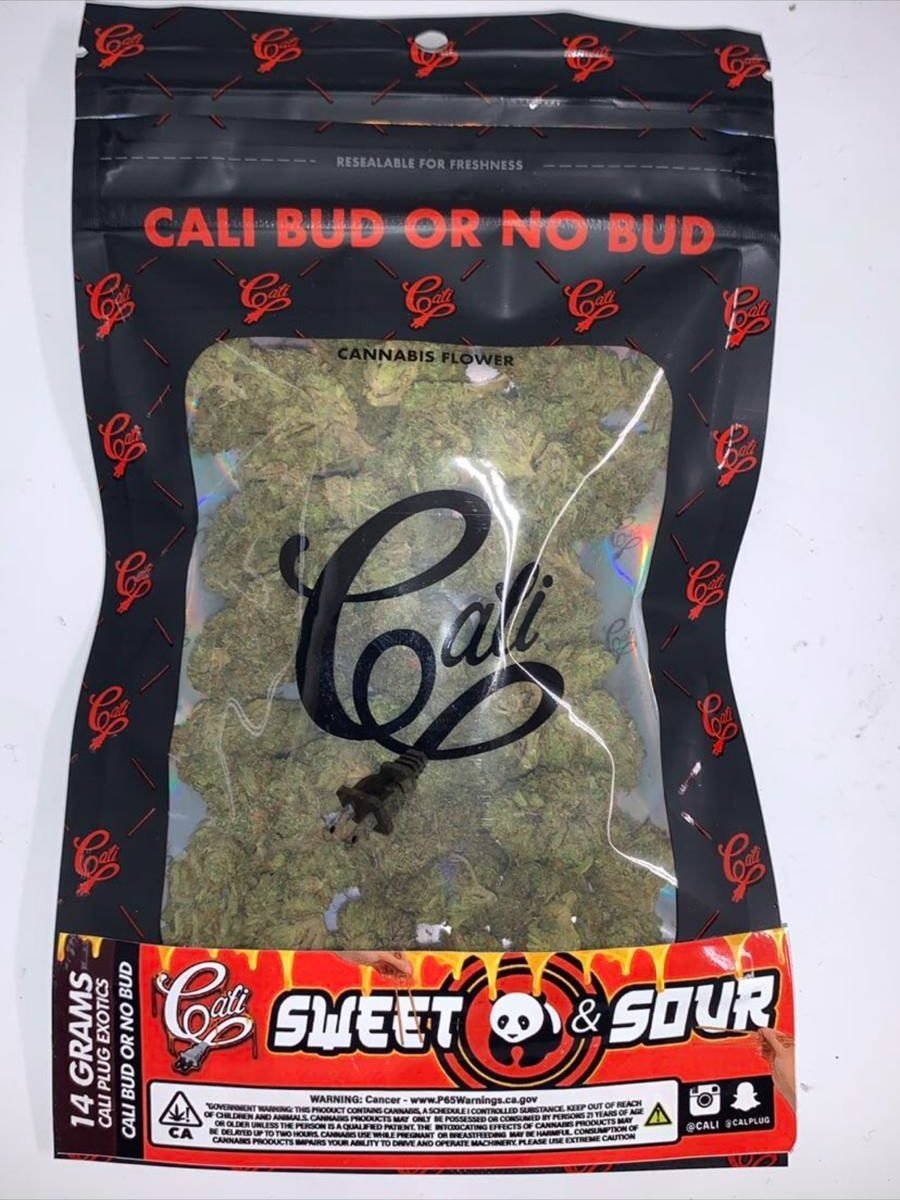 RESEALABLE FOR FRESHNESS
CALI BUD OR NO BUD
CANNABIS FLOWER
Cali
14 GRAMS
CALI PLUG EXOTICS
CALI BUD OR NO BUD
Cali
SWEET & SOUR
CA
WARNING: Cancer - www.P65Warnings.ca.gov
"GOVERNMENT WARNING: THIS PRODUCT CONTAINS CANNABIS, A SCHEDULE I CONTROLLED SUBSTANCE. KEEP OUT OF REACH
OF CHILDREN AND ANIMALS. CANNABIS PRODUCTS MAY ONLY BE POSSESSED OR CONSUMED BY PERSONS 21 YEARS OF AGE
OR OLDER UNLESS THE PERSON IS A QUALIFIED PATIENT. THE INTOXICATING EFFECTS OF CANNABIS PRODUCTS MAY
BE DELAYED UP TO TWO HOURS. CANNABIS USE WHILE PREGNANT OR BREASTFEEDING MAY BE HARMFUL. CONSUMPTION OF
CANNABIS PRODUCTS IMPAIRS YOUR ABILITY TO DRIVE AND OPERATE MACHINERY. PLEASE USE EXTREME CAUTION
@CALI @CALPLUG